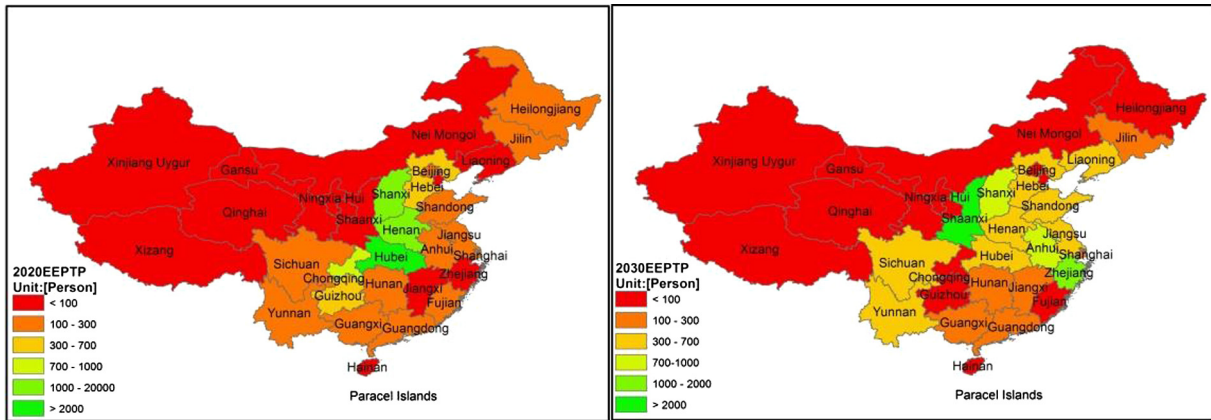 Heilongjiang
Jilin
Nei Mongol
Liaoning
Xinjiang Uygur
Gansu
Beijing
Hebei
Ningxia Hui
Shanxi
Shandong
Qinghai
Shaanxi
Henan
Jiangsu
Xizang
Anhui
Shanghai
Hubei
Sichuan
Chongqing
Zhejiang
Hunan
Jiangxi
Guizhou
Fujian
Yunnan
Guangxi
Guangdong
Hainan
Paracel Islands
2020EEPTP
Unit:[Person]
< 100
100 - 300
300 - 700
700 - 1000
1000 - 20000
> 2000
Heilongjiang
Jilin
Nei Mongol
Liaoning
Xinjiang Uygur
Gansu
Beijing
Hebei
Ningxia Hui
Shanxi
Shandong
Qinghai
Shaanxi
Henan
Jiangsu
Xizang
Anhui
Shanghai
Hubei
Sichuan
Chongqing
Zhejiang
Hunan
Jiangxi
Guizhou
Fujian
Yunnan
Guangxi
Guangdong
Hainan
Paracel Islands
2030EEPTP
Unit:[Person]
< 100
100 - 300
300 - 700
700-1000
1000 - 2000
> 2000